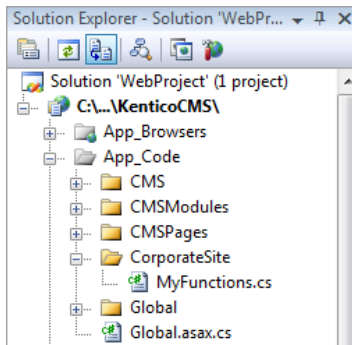 Solution Explorer - Solution 'WebPr...
Solution 'WebProject' (1 project)
C:\...\KenticoCMS\
App_Browsers
App_Code
CMS
CMSModules
CMSPages
CorporateSite
MyFunctions.cs
Global
Global.asax.cs